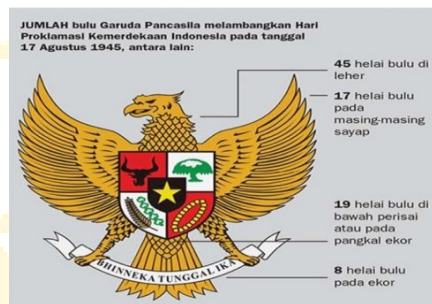 JUMLAH bulu Garuda Pancasila melambangkan Hari
Proklamasi Kemerdekaan Indonesia pada tanggal
17 Agustus 1945, antara lain:
45 helai bulu di
leher
17 helai bulu
pada
masing-masing
sayap
19 helai bulu di
bawah perisai
atau pada
pangkal ekor
BHINNEKA TUNGGAL IKA
8 helai bulu
pada ekor